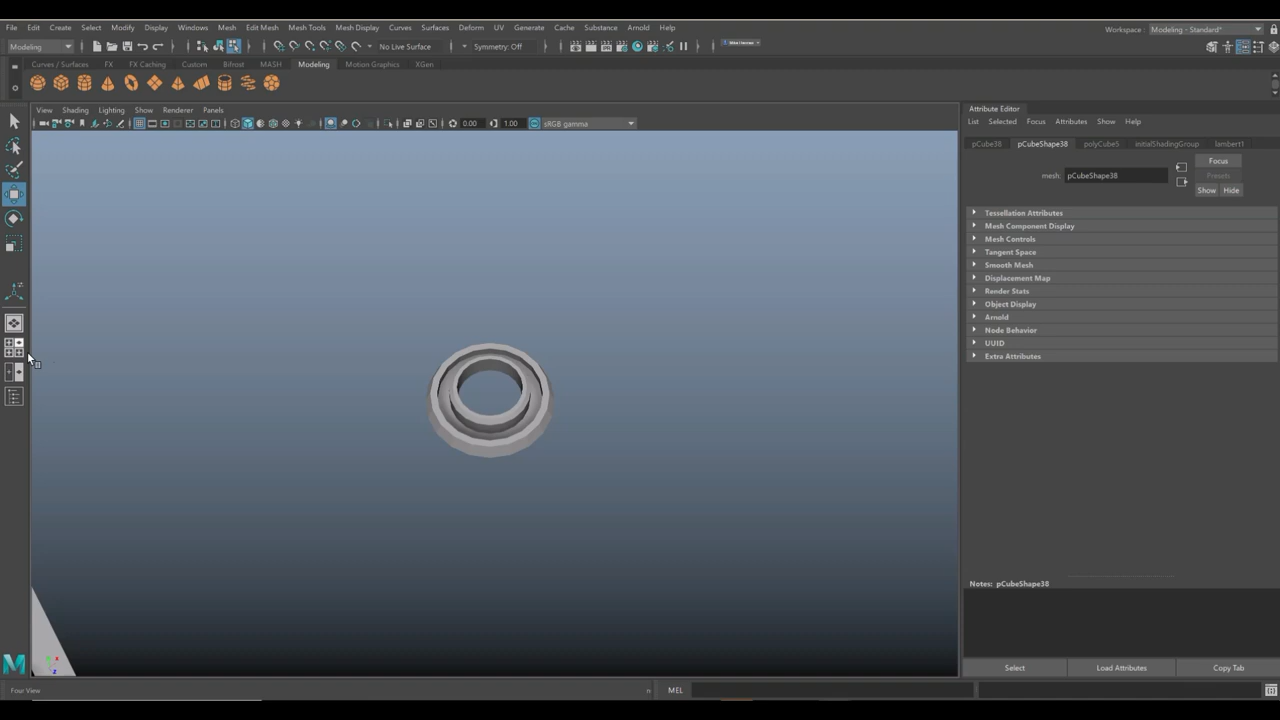 File Edit Create Select Modify Display Windows Mesh Edit Mesh Mesh Tools Mesh Display Curves Surfaces Deform UV Generate Cache Substance Arnold Help
Workspace: Modeling - Standard*
Modeling No Live Surface Symmetry: Off
Curves / Surfaces FX FX Caching Custom Bifrost MASH Modeling Motion Graphics XGen
View Shading Lighting Show Renderer Panels
0.00 1.00 sRGB gamma
Attribute Editor
List Selected Focus Attributes Show Help
pCube38 pCubeShape38 polyCube5 initialShadingGroup lambert1
Focus
mesh: pCubeShape38 Presets
Show Hide
Tessellation Attributes
Mesh Component Display
Mesh Controls
Tangent Space
Smooth Mesh
Displacement Map
Render Stats
Object Display
Arnold
Node Behavior
UUID
Extra Attributes
Notes: pCubeShape38
Select Load Attributes Copy Tab
Four View MEL